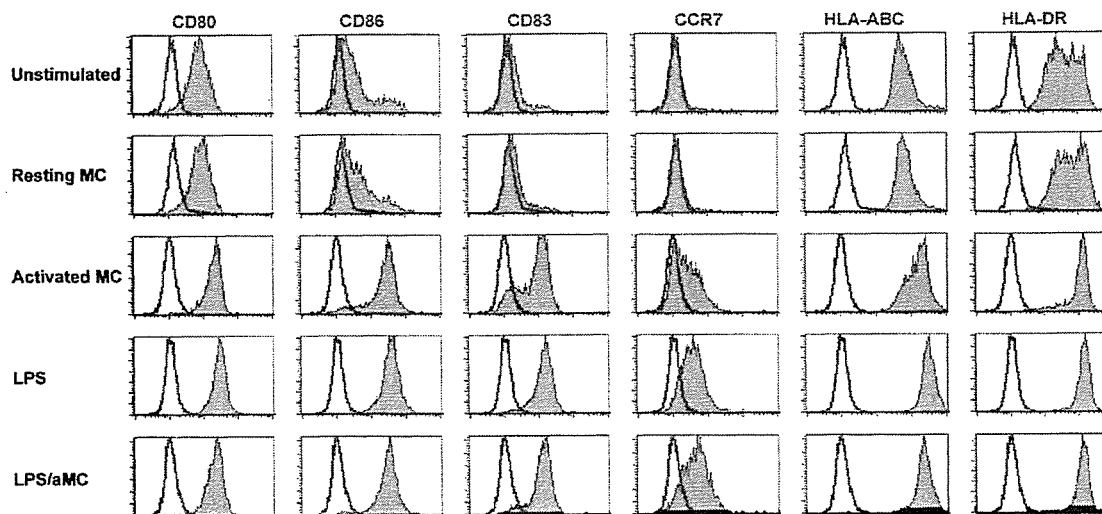 CD80 CD86 CD83 CCR7 HLA-ABC HLA-DR
Unstimulated
Resting MC
Activated MC
LPS
LPS/aMC